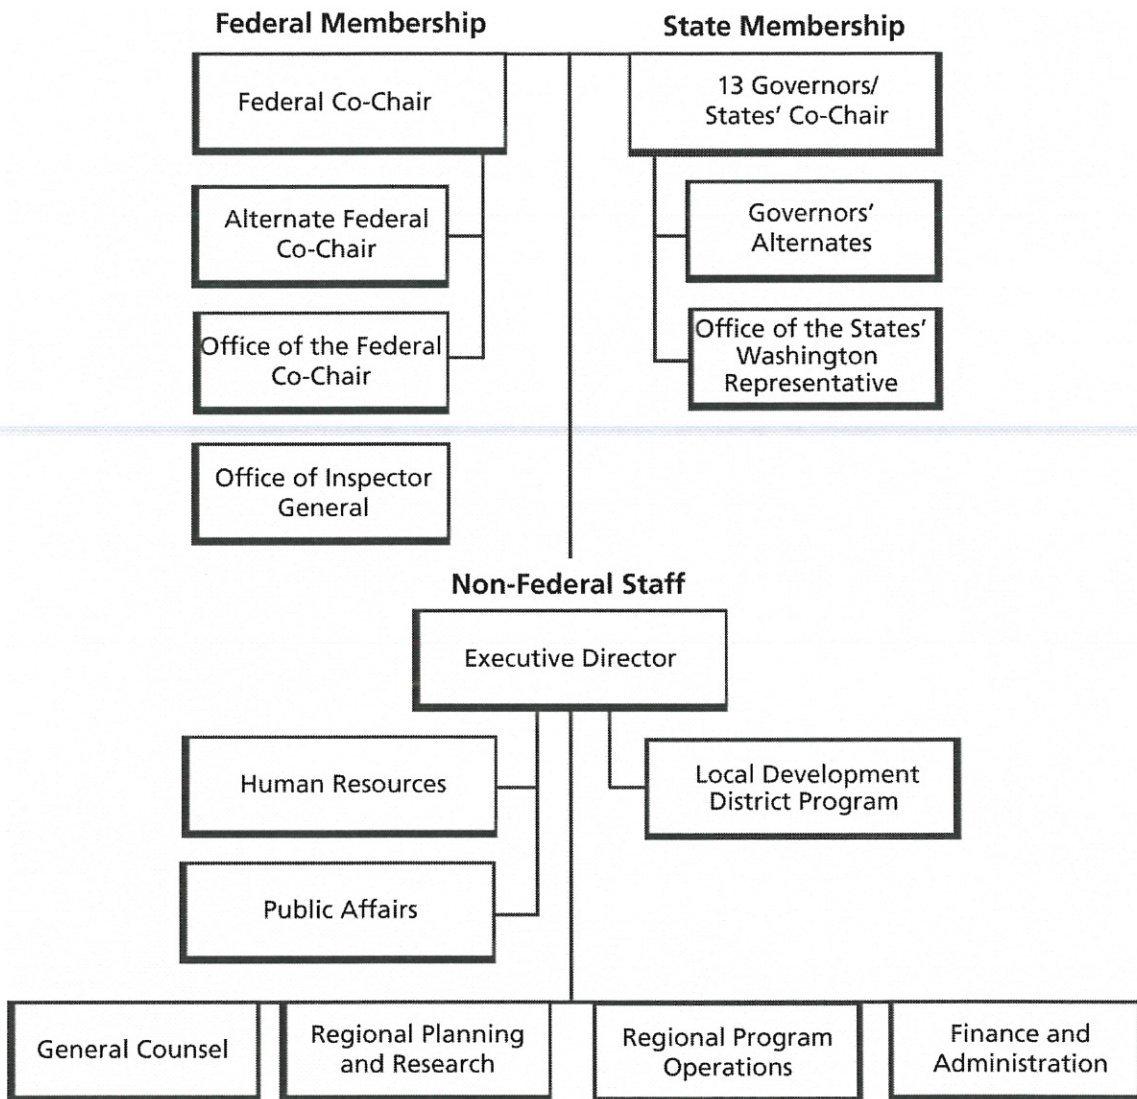 Federal Membership
State Membership
Federal Co-Chair
13 Governors/
States' Co-Chair
Alternate Federal
Co-Chair
Governors'
Alternates
Office of the Federal
Co-Chair
Office of the States'
Washington
Representative
Office of Inspector
General
Non-Federal Staff
Executive Director
Human Resources
Local Development
District Program
Public Affairs
General Counsel
Regional Planning
and Research
Regional Program
Operations
Finance and
Administration